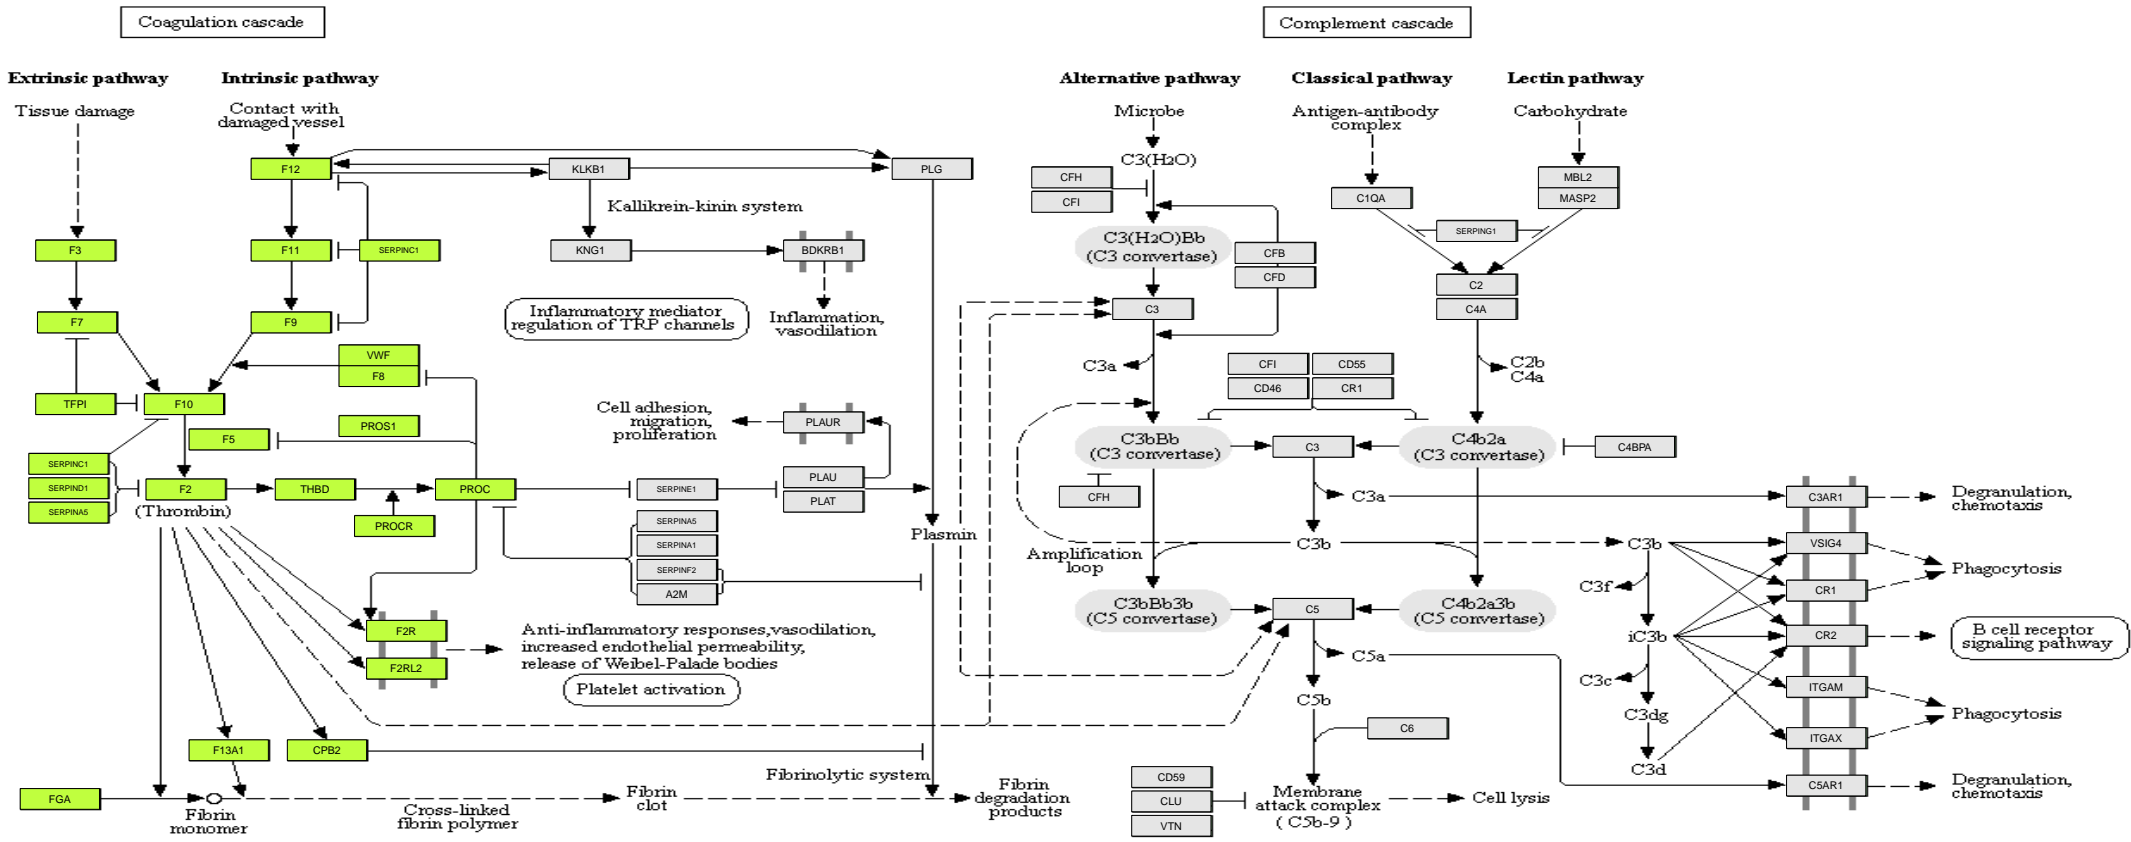 Coagulation cascade
Complement cascade
Extrinsic pathway
Intrinsic pathway
Alternative pathway
Classical pathway
Lectin pathway
Tissue damage
Contact with
damaged vessel
Microbe
Antigen-antibody
complex
Carbohydrate
F12
KLKB1
PLG
C3(H2O)
CFH
CFI
C1QA
MBL2
MASP2
Kallikrein-kinin system
SERPING1
F3
F11
SERPINC1
KNG1
BDKRB1
C3(H2O)Bb
(C3 convertase)
CFB
CFD
C2
C4A
Inflammatory mediator
regulation of TRP channels
Inflammation,
vasodilation
C3
F7
F9
VWF
F8
C3a
CFI
CD55
CD46
CR1
C2b
C4a
TFPI
F10
PROS1
F5
Cell adhesion,
migration,
proliferation
PLAUR
C3bBb
(C3 convertase)
C3
C4b2a
(C3 convertase)
C4BPA
SERPINC1
SERPIND1
SERPINA5
F2
(Thrombin)
THBD
PROC
PROCR
SERPINE1
PLAU
PLAT
CFH
C3a
C3AR1
Degranulation,
chemotaxis
SERPINA5
SERPINA1
SERPINF2
A2M
Plasmin
Amplification
loop
C3b
C3b
VSIG4
Phagocytosis
C3f
CR1
C3bBb3b
(C5 convertase)
C5
C4b2a3b
(C5 convertase)
F2R
F2RL2
Anti-inflammatory responses,vasodilation,
increased endothelial permeability,
release of Weibel-Palade bodies
Platelet activation
iC3b
CR2
B cell receptor
signaling pathway
C5a
C3c
ITGAM
C5b
C3dg
Phagocytosis
C6
ITGAX
F13A1
CPB2
C3d
Fibrinolytic system
CD59
CLU
VTN
C5AR1
Degranulation,
chemotaxis
FGA
Fibrin
monomer
Cross-linked
fibrin polymer
Fibrin
clot
Fibrin
degradation
products
Membrane
attack complex
( C5b-9 )
Cell lysis